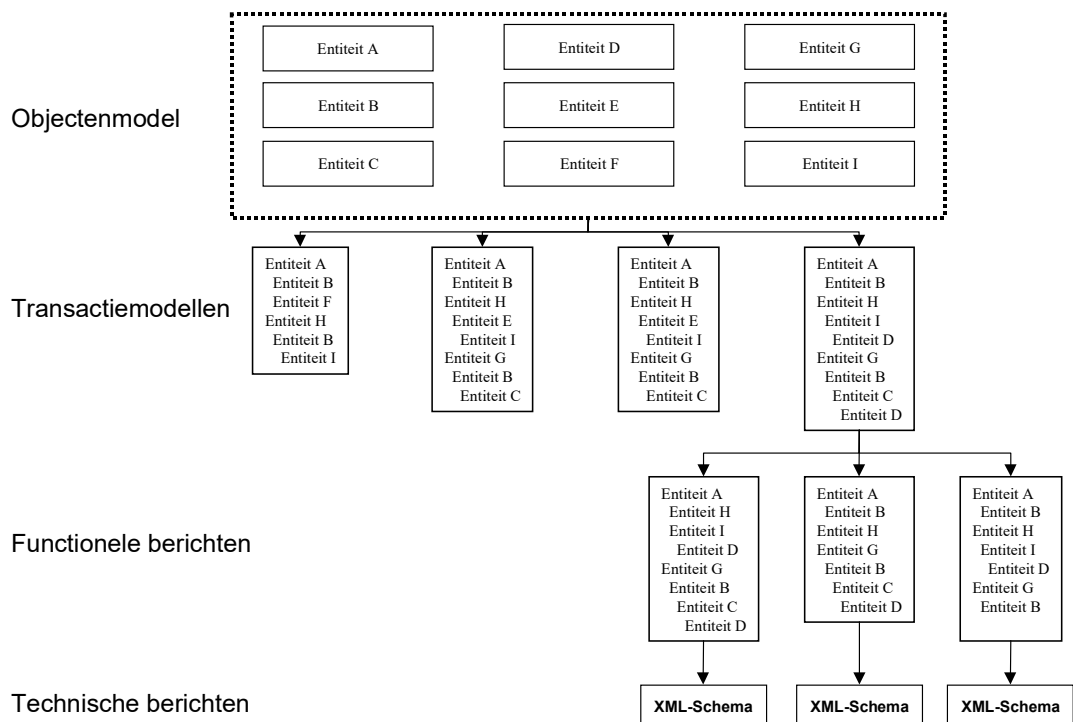 Entiteit A
Entiteit D
Entiteit G
Objectenmodel
Entiteit B
Entiteit E
Entiteit H
Entiteit C
Entiteit F
Entiteit I
Transactiemodellen
Entiteit A
Entiteit B
Entiteit F
Entiteit H
Entiteit B
Entiteit I
Entiteit A
Entiteit B
Entiteit H
Entiteit E
Entiteit I
Entiteit G
Entiteit B
Entiteit C
Entiteit A
Entiteit B
Entiteit H
Entiteit E
Entiteit I
Entiteit G
Entiteit B
Entiteit C
Entiteit A
Entiteit B
Entiteit H
Entiteit I
Entiteit D
Entiteit G
Entiteit B
Entiteit C
Entiteit D
Functionele berichten
Entiteit A
Entiteit H
Entiteit I
Entiteit D
Entiteit G
Entiteit B
Entiteit C
Entiteit D
Entiteit A
Entiteit B
Entiteit H
Entiteit G
Entiteit B
Entiteit C
Entiteit D
Entiteit A
Entiteit B
Entiteit H
Entiteit I
Entiteit D
Entiteit G
Entiteit B
Technische berichten
XML-Schema
XML-Schema
XML-Schema